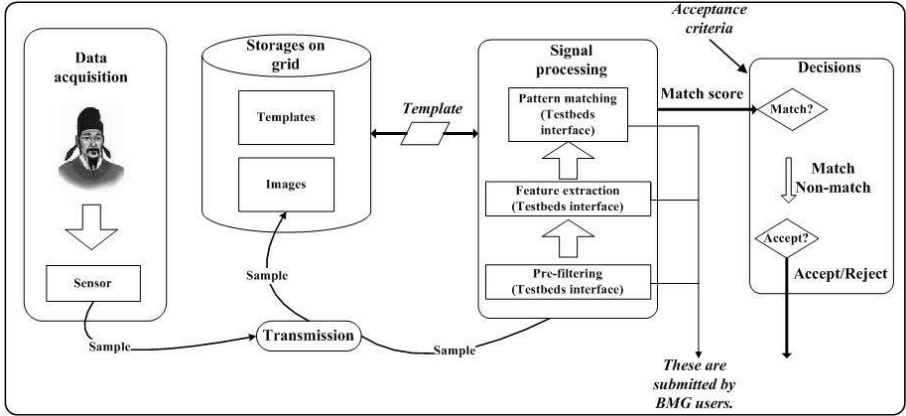 Data
acquisition
Sensor
Sample
Storages on
grid
Templates
Images
Sample
Transmission
Sample
Template
Signal
processing
Pattern matching
(Testbeds
interface)
Feature extraction
(Testbeds interface)
Pre-filtering
(Testbeds interface)
Match score
These are
submitted by
BMG users.
Acceptance
criteria
Decisions
Match?
Match
Non-match
Accept?
Accept/Reject